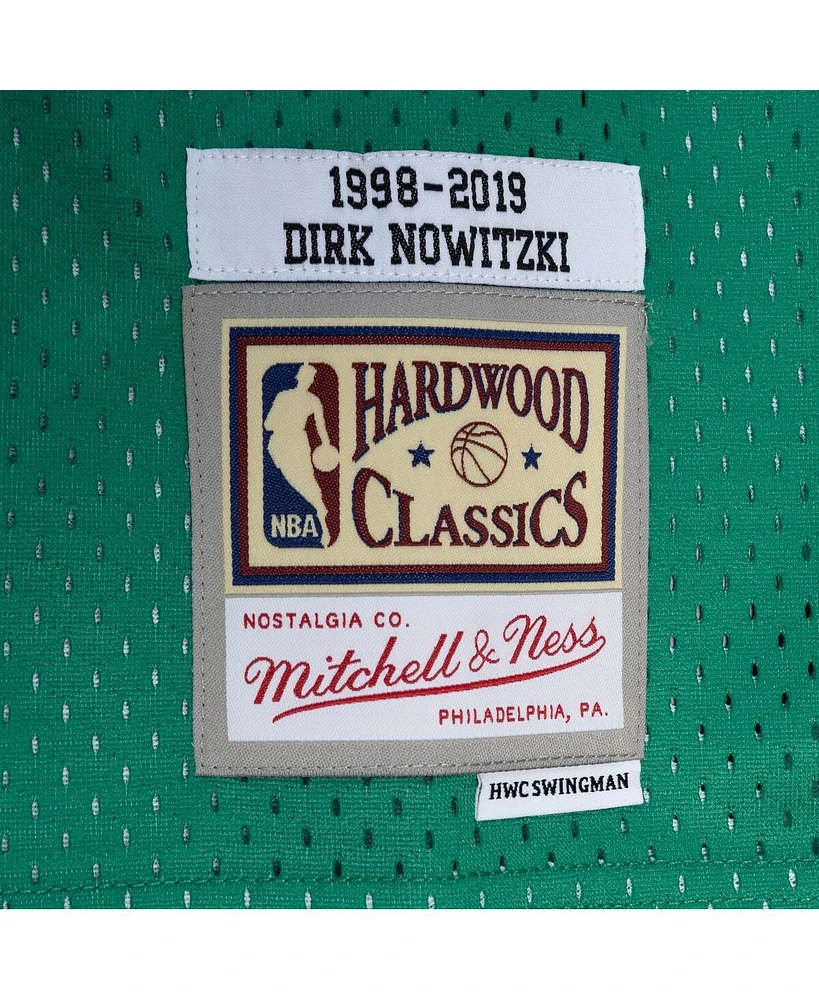 1998-2019
DIRK NOWITZKI
HARDWOOD
CLASSICS
NBA
NOSTALGIA CO.
Mitchell & Ness
PHILADELPHIA, PA.
HWC SWINGMAN